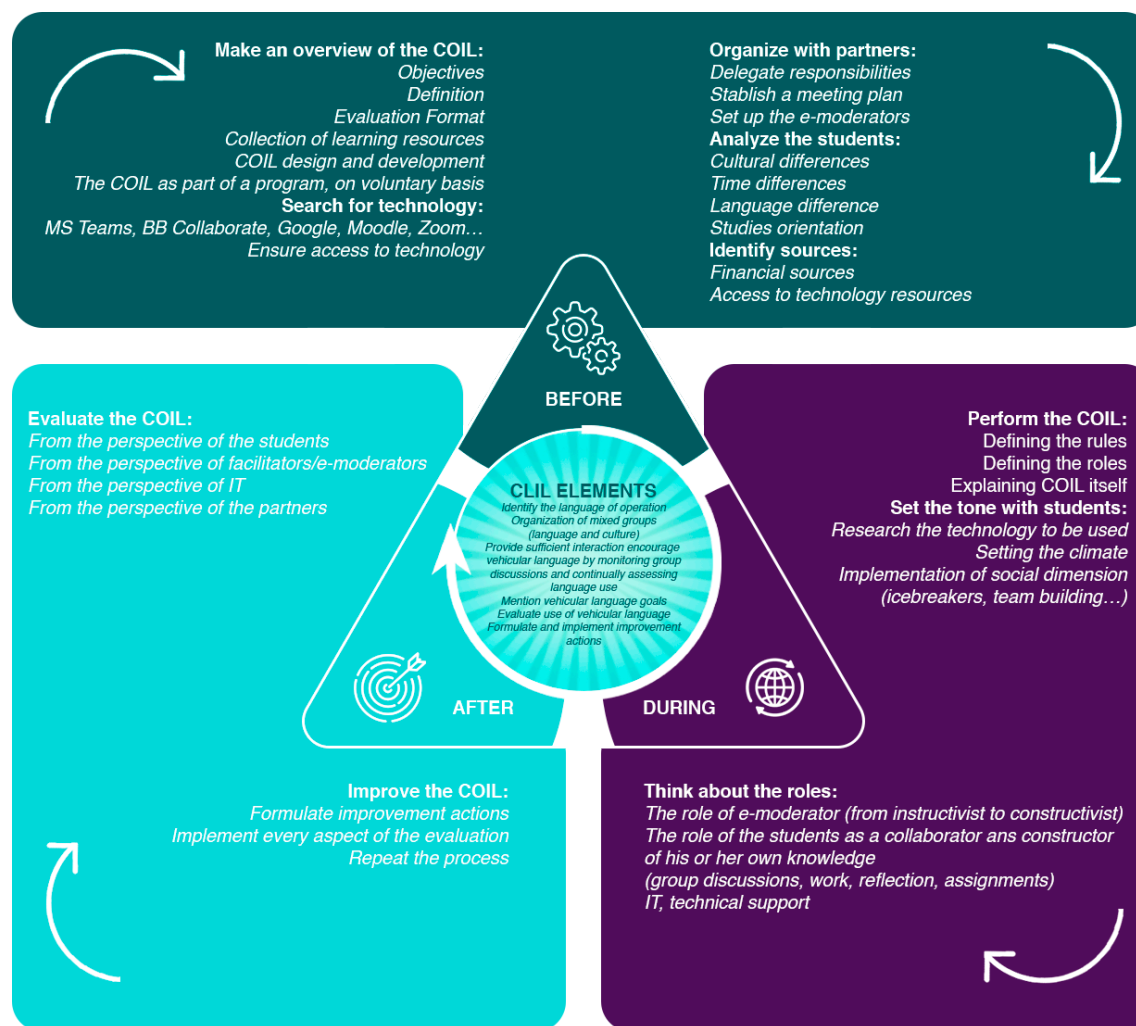 Make an overview of the COIL:
Objectives
Definition
Evaluation Format
Collection of learning resources
COIL design and development
The COIL as part of a program, on voluntary basis
Search for technology:
MS Teams, BB Collaborate, Google, Moodle, Zoom…
Ensure access to technology
Organize with partners:
Delegate responsibilities
Stablish a meeting plan
Set up the e-moderators
Analyze the students:
Cultural differences
Time differences
Language difference
Studies orientation
Identify sources:
Financial sources
Access to technology resources
BEFORE
Evaluate the COIL:
From the perspective of the students
From the perspective of facilitators/e-moderators
From the perspective of IT
From the perspective of the partners
CLIL ELEMENTS
Identify the language of operation
Organization of mixed groups
(language and culture)
Provide sufficient interaction encourage
vehicular language by monitoring group
discussions and continually assessing
language use
Mention vehicular language goals
Evaluate use of vehicular language
Formulate and implement improvement
actions
Perform the COIL:
Defining the rules
Defining the roles
Explaining COIL itself
Set the tone with students:
Research the technology to be used
Setting the climate
Implementation of social dimension
(icebreakers, team building…)
AFTER
DURING
Improve the COIL:
Formulate improvement actions
Implement every aspect of the evaluation
Repeat the process
Think about the roles:
The role of e-moderator (from instructivist to constructivist)
The role of the students as a collaborator ans constructor
of his or her own knowledge
(group discussions, work, reflection, assignments)
IT, technical support